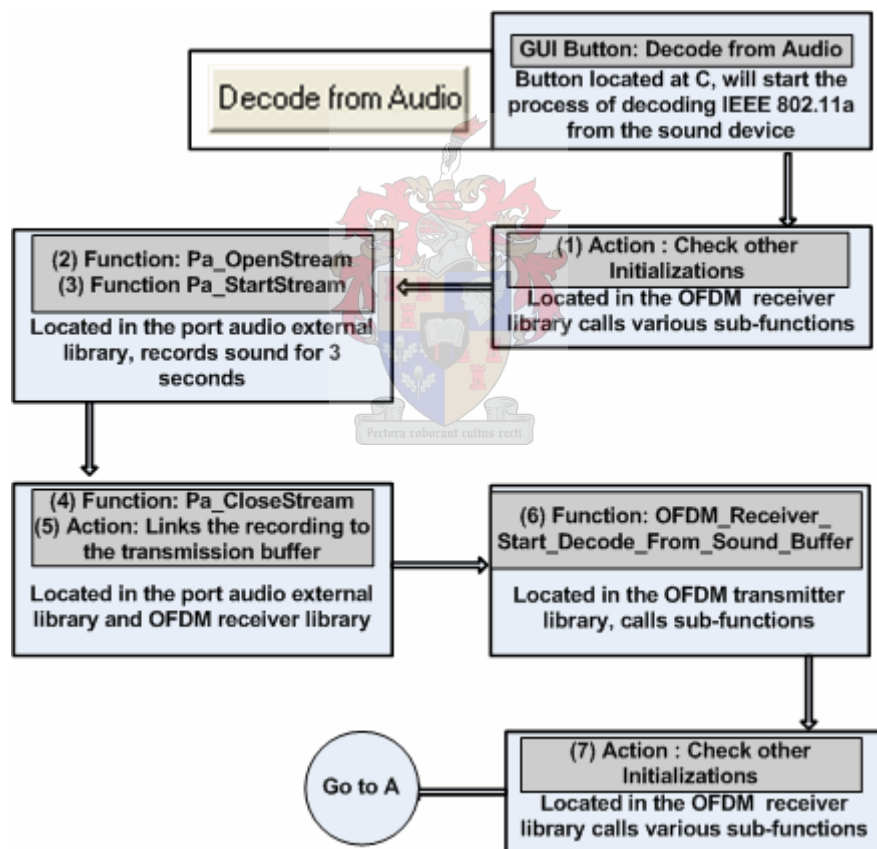 Decode from Audio
GUI Button: Decode from Audio
Button located at C, will start the
process of decoding IEEE 802.11a
from the sound device
(1) Action : Check other
Initializations
Located in the OFDM receiver
library calls various sub-functions
(2) Function: Pa_OpenStream
(3) Function Pa_StartStream
Located in the port audio external
library, records sound for 3
seconds
Pectora roborant cultus recti
(4) Function: Pa_CloseStream
(5) Action: Links the recording to
the transmission buffer
Located in the port audio external
library and OFDM receiver library
(6) Function: OFDM_Receiver_
Start_Decode_From_Sound_Buffer
Located in the OFDM transmitter
library, calls sub-functions
(7) Action : Check other
Initializations
Located in the OFDM receiver
library calls various sub-functions
Go to A